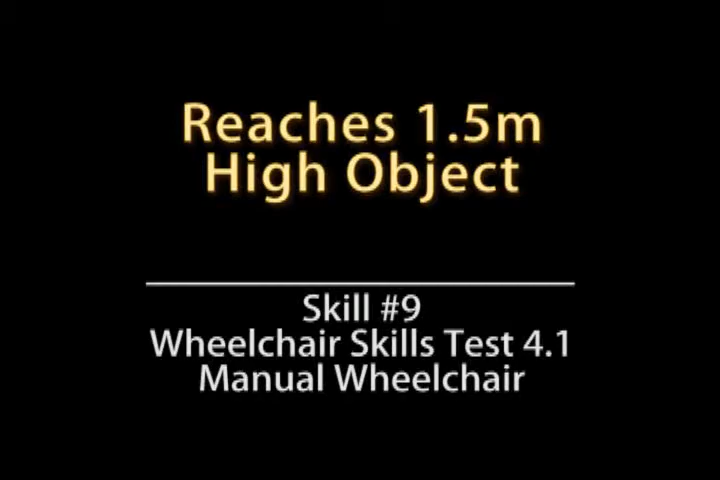 Reaches 1.5m
High Object
Skill #9
Wheelchair Skills Test 4.1
Manual Wheelchair